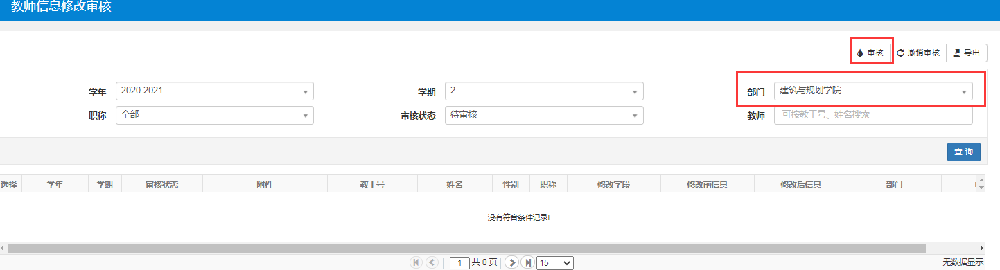 教师信息修改审核
审核 撤销审核 导出
学年 2020-2021 学期 2 部门 建筑与规划学院
职称 全部 审核状态 待审核 教师 可按教工号、姓名搜索
查 询
选择 学年 学期 审核状态 附件 教工号 姓名 性别 职称 修改字段 修改前信息 修改后信息 部门
没有符合条件记录!
1 共 0 页 15 无数据显示